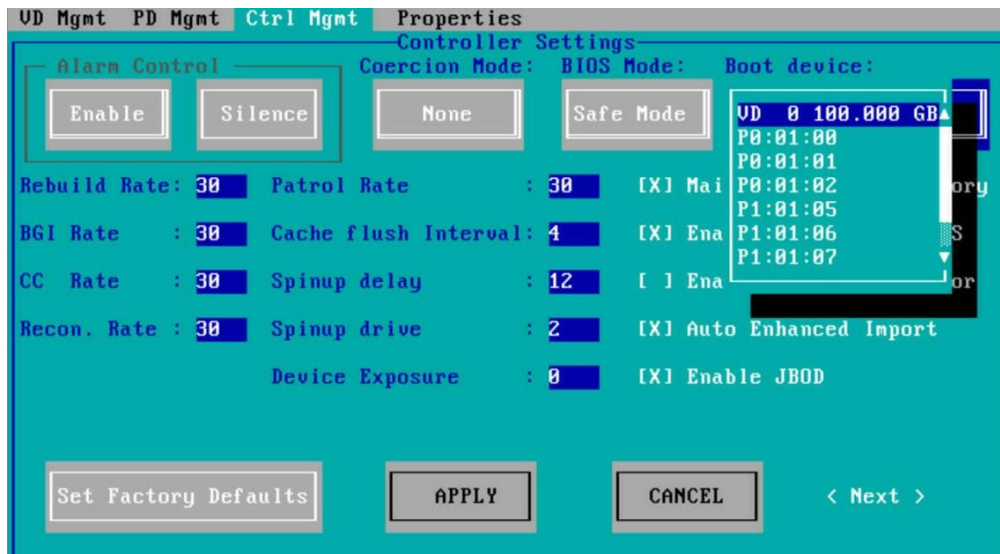 VD Mgmt PD Mgmt Ctrl Mgmt Properties
Controller Settings
Alarm Control Coercion Mode: BIOS Mode: Boot device:
Enable Silence None Safe Mode VD 0 100.000 GB
P0:01:00
P0:01:01
Rebuild Rate: 30 Patrol Rate : 30 [X] Mai P0:01:02 ory
P1:01:05
BGI Rate : 30 Cache flush Interval: 4 [X] Ena P1:01:06 S
P1:01:07
CC Rate : 30 Spinup delay : 12 [ ] Ena or
Recon. Rate : 30 Spinup drive : 2 [X] Auto Enhanced Import
Device Exposure : 0 [X] Enable JBOD
Set Factory Defaults APPLY CANCEL < Next >